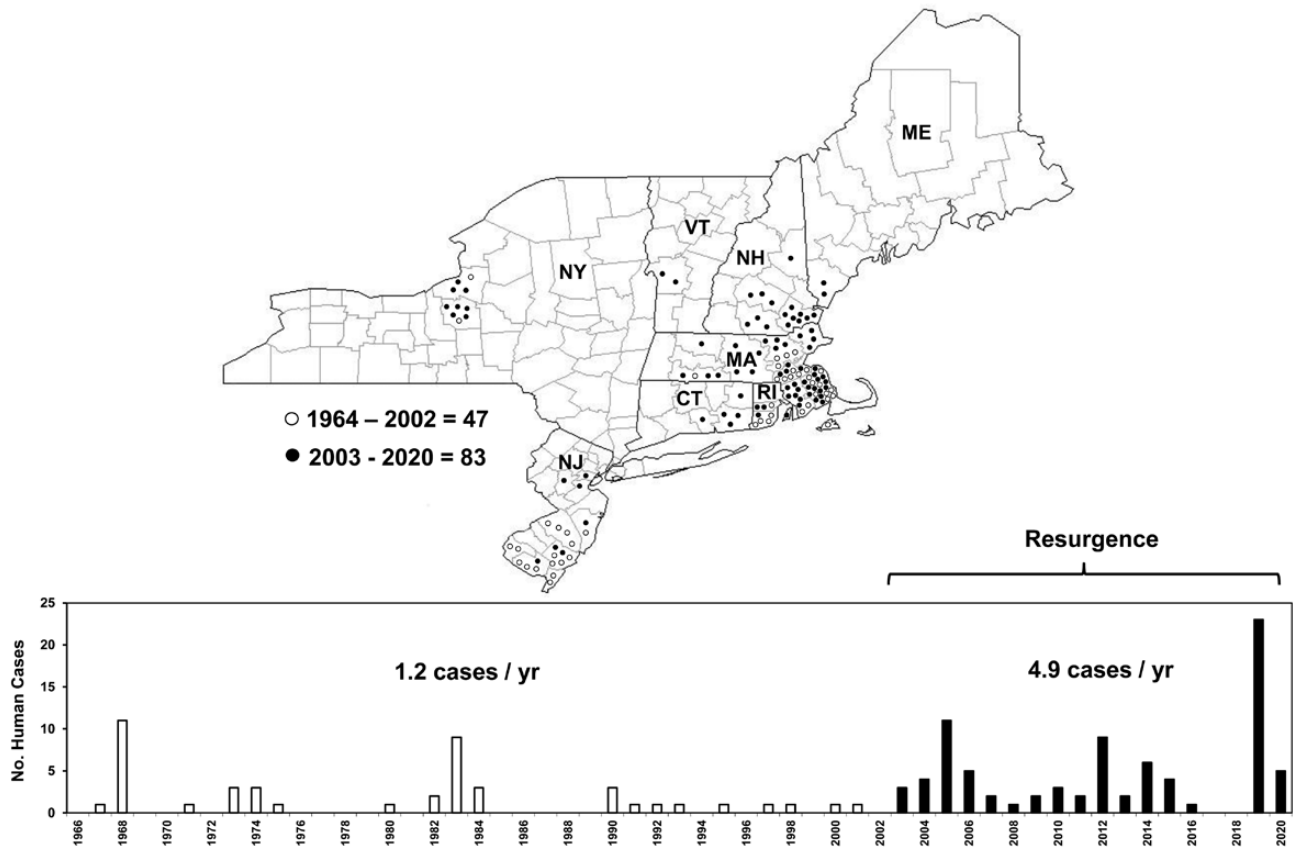 ME
VT
NH
NY
MA
CT
RI
○ 1964 – 2002 = 47
● 2003 - 2020 = 83
NJ
Resurgence
25
20
15
10
5
0
No. Human Cases
1.2 cases / yr
4.9 cases / yr
1966
1968
1970
1972
1974
1976
1978
1980
1982
1984
1986
1988
1990
1992
1994
1996
1998
2000
2002
2004
2006
2008
2010
2012
2014
2016
2018
2020